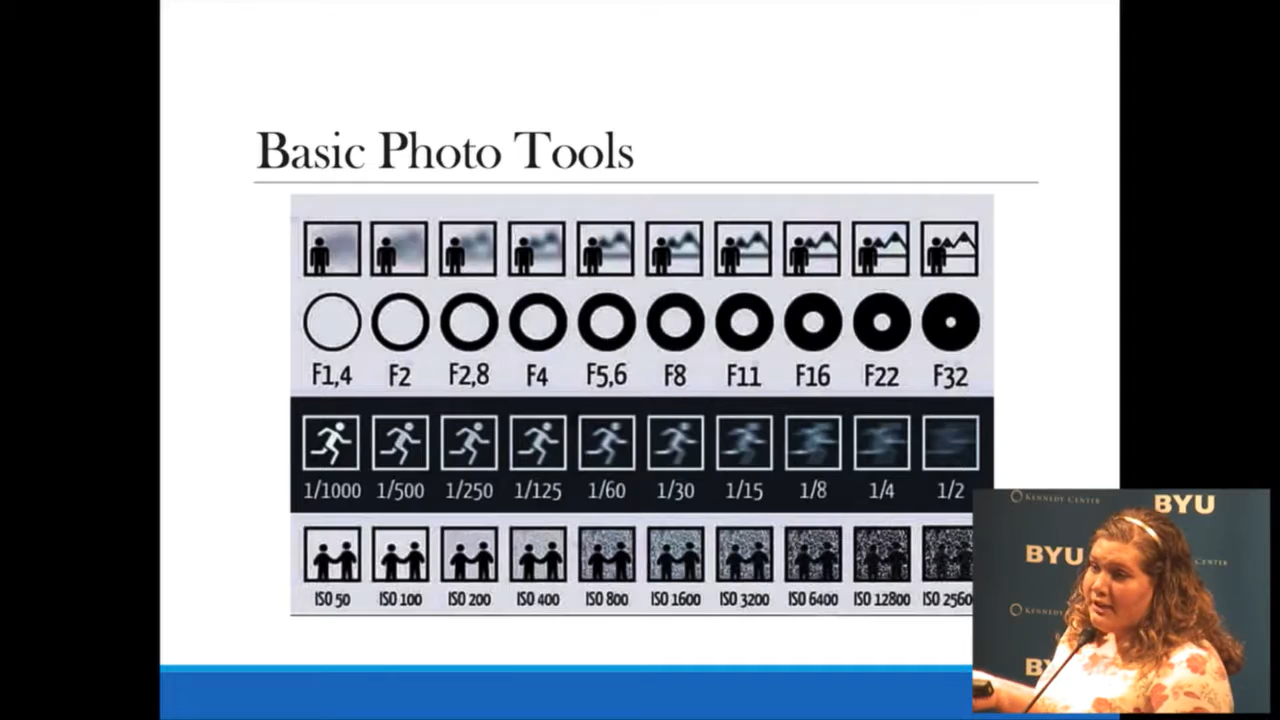 Basic Photo Tools
F1,4 F2 F2,8 F4 F5,6 F8 F11 F16 F22 F32
1/1000 1/500 1/250 1/125 1/60 1/30 1/15 1/8 1/4 1/2
ISO 50 ISO 100 ISO 200 ISO 400 ISO 800 ISO 1600 ISO 3200 ISO 6400 ISO 12800 ISO 2560
KENNEDY CENTER BYU
BYU CENTER
KENNEDY
BY